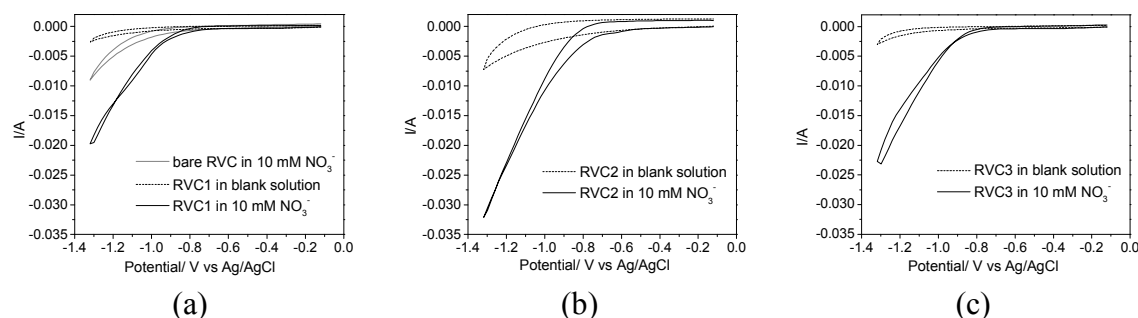 0.000
-0.005
-0.010
-0.015
-0.020
-0.025
-0.030
-0.035
I/A
bare RVC in 10 mM NO₃⁻
RVC1 in blank solution
RVC1 in 10 mM NO₃⁻
-1.4 -1.2 -1.0 -0.8 -0.6 -0.4 -0.2 0.0
Potential/ V vs Ag/AgCl
(a)
0.000
-0.005
-0.010
-0.015
-0.020
-0.025
-0.030
-0.035
I/A
RVC2 in blank solution
RVC2 in 10 mM NO₃⁻
-1.4 -1.2 -1.0 -0.8 -0.6 -0.4 -0.2 0.0
Potential/ V vs Ag/AgCl
(b)
0.000
-0.005
-0.010
-0.015
-0.020
-0.025
-0.030
-0.035
I/A
RVC3 in blank solution
RVC3 in 10 mM NO₃⁻
-1.4 -1.2 -1.0 -0.8 -0.6 -0.4 -0.2 0.0
Potential/ V vs Ag/AgCl
(c)